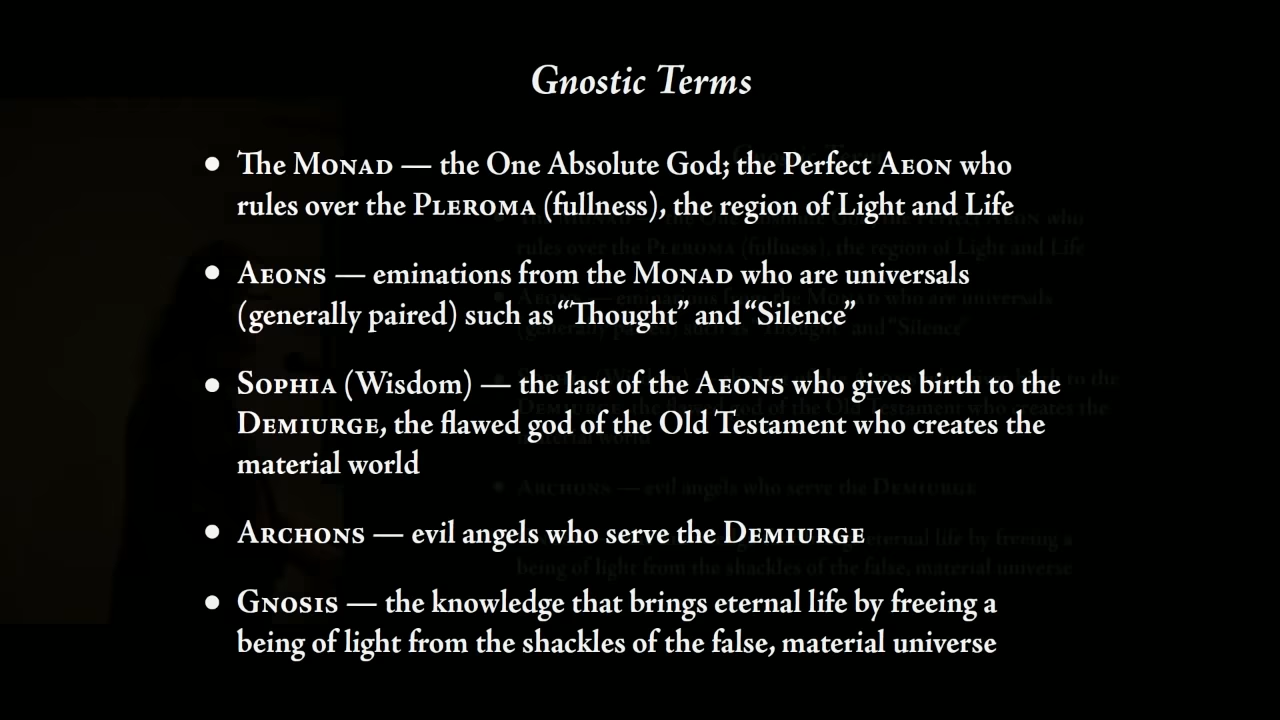 Gnostic Terms
• The Monad — the One Absolute God; the Perfect Aeon who
rules over the Pleroma (fullness), the region of Light and Life
• Aeons — eminations from the Monad who are universals
(generally paired) such as “Thought” and “Silence”
• Sophia (Wisdom) — the last of the Aeons who gives birth to the
Demiurge, the flawed god of the Old Testament who creates the
material world
• Archons — evil angels who serve the Demiurge
• Gnosis — the knowledge that brings eternal life by freeing a
being of light from the shackles of the false, material universe